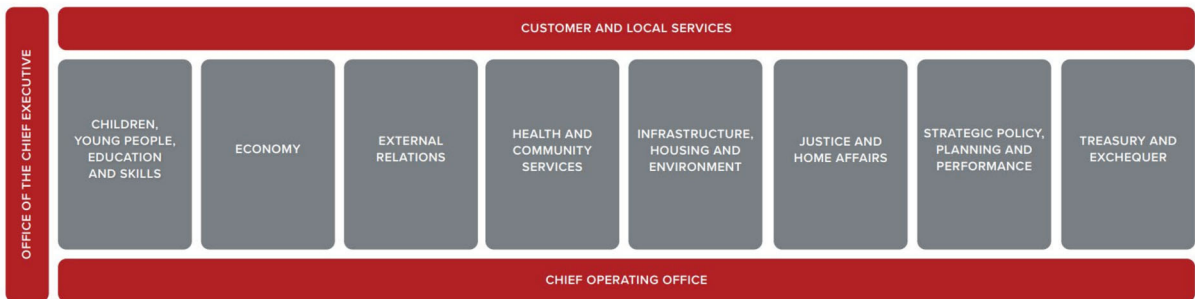 OFFICE OF THE CHIEF EXECUTIVE
CUSTOMER AND LOCAL SERVICES
CHILDREN,
YOUNG PEOPLE,
EDUCATION
AND SKILLS
ECONOMY
EXTERNAL
RELATIONS
HEALTH AND
COMMUNITY
SERVICES
INFRASTRUCTURE,
HOUSING AND
ENVIRONMENT
JUSTICE AND
HOME AFFAIRS
STRATEGIC POLICY,
PLANNING AND
PERFORMANCE
TREASURY AND
EXCHEQUER
CHIEF OPERATING OFFICE